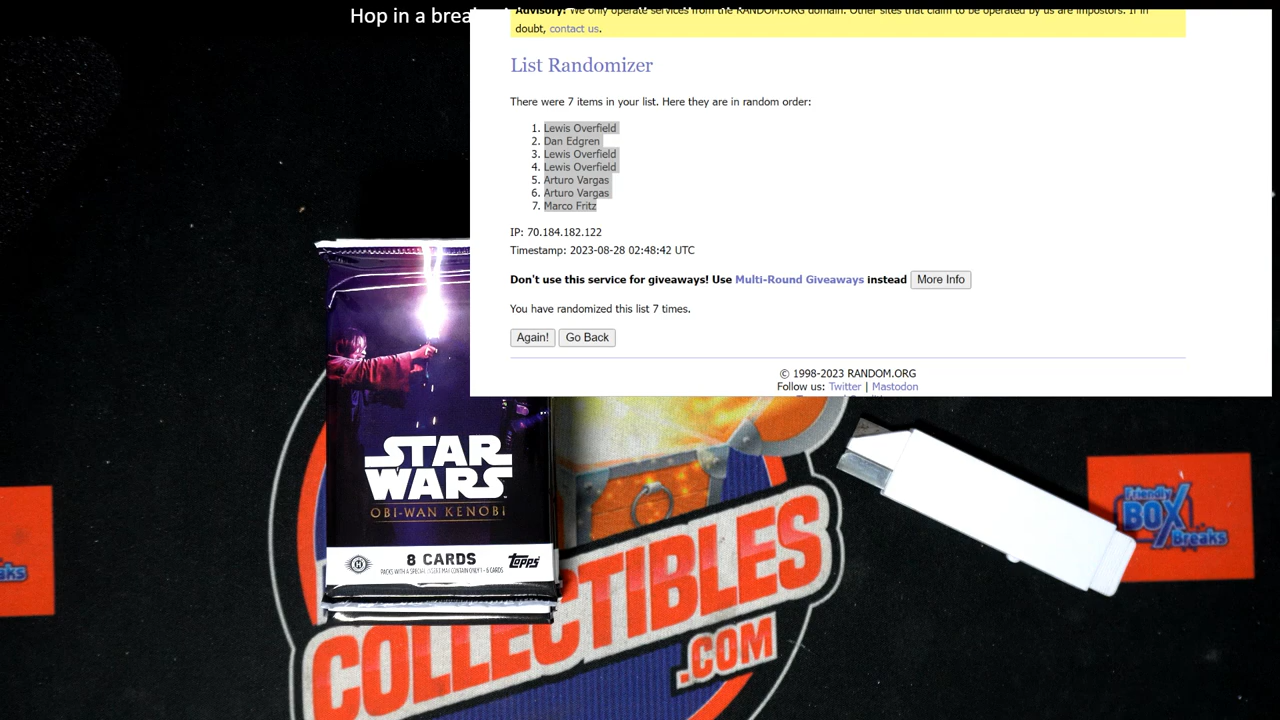 Hop in a brea
Advisory: We only operate services from the RANDOM.ORG domain. Other sites that claim to be operated by us are impostors. If in
doubt, contact us.
List Randomizer
There were 7 items in your list. Here they are in random order:
1. Lewis Overfield
2. Dan Edgren
3. Lewis Overfield
4. Lewis Overfield
5. Arturo Vargas
6. Arturo Vargas
7. Marco Fritz
IP: 70.184.182.122
Timestamp: 2023-08-28 02:48:42 UTC
Don't use this service for giveaways! Use Multi-Round Giveaways instead More Info
You have randomized this list 7 times.
Again! Go Back
© 1998-2023 RANDOM.ORG
Follow us: Twitter | Mastodon
STAR
WARS
OBI-WAN KENOBI
8 CARDS
topps
COLLECTIBLES
.COM
Friendly
BOX
Breaks
aks